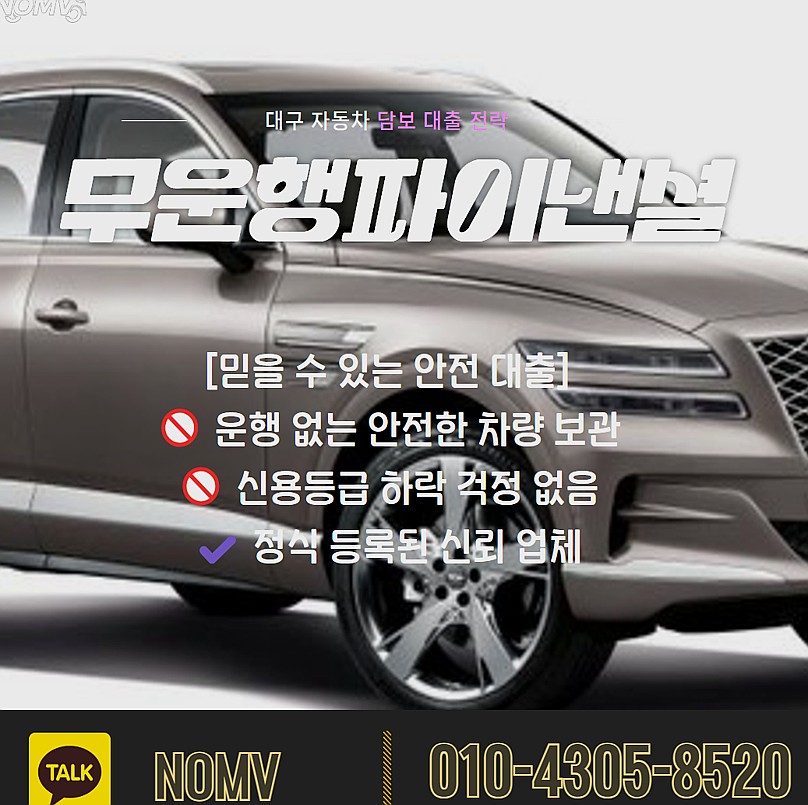 NOMV
대구 자동차 담보 대출 전략
무운행파이낸셜
[믿을 수 있는 안전 대출]
운행 없는 안전한 차량 보관
신용등급 하락 걱정 없음
정식 등록된 신뢰 업체
TALK
NOMV
010-4305-8520